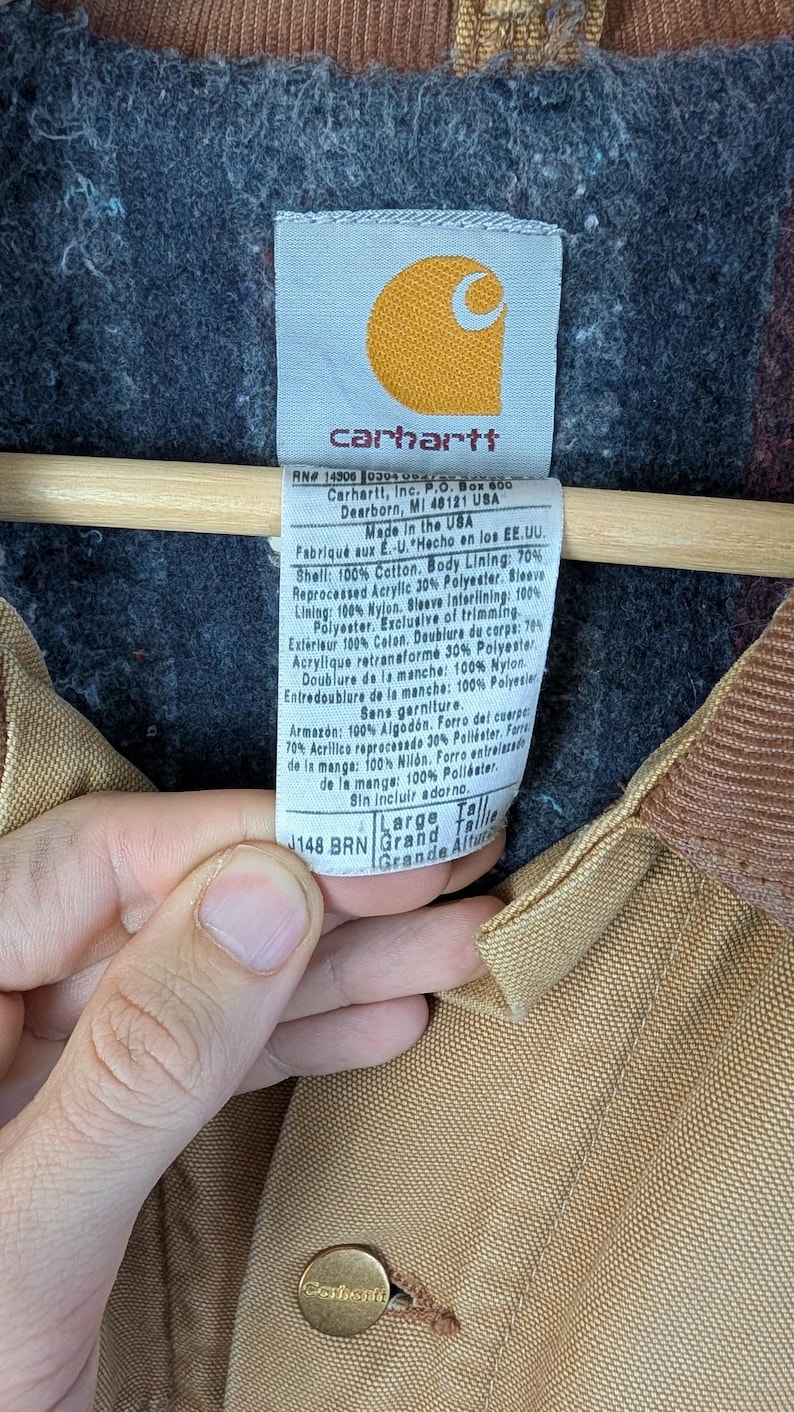 carhartt
RN# 14306 0304
Carhartt, Inc. P.O. Box 600
Dearborn, MI 48121 USA
Made in the USA
Fabriqué aux É.-U.*Hecho en los EE.UU.
Shell: 100% Cotton. Body Lining: 70%
Reprocessed Acrylic 30% Polyester. Sleeve
Lining: 100% Nylon. Sleeve Interlining: 100%
Polyester. Exclusive of trimming.
Extérieur 100% Coton. Doublure du corps: 70%
Acrylique retransformé 30% Polyester.
Doublure de la manche: 100% Nylon.
Entredoublure de la manche: 100% Polyester
Sans garniture.
Armazón: 100% Algodón. Forro del cuerpo:
70% Acrílico reprocesado 30% Poliéster. Forro
de la manga: 100% Nilón. Forro entrelazado
de la manga: 100% Poliéster.
Sin incluir adorno.
J148 BRN
Large Tall
Grand Taille
Grande Altura
Carhartt